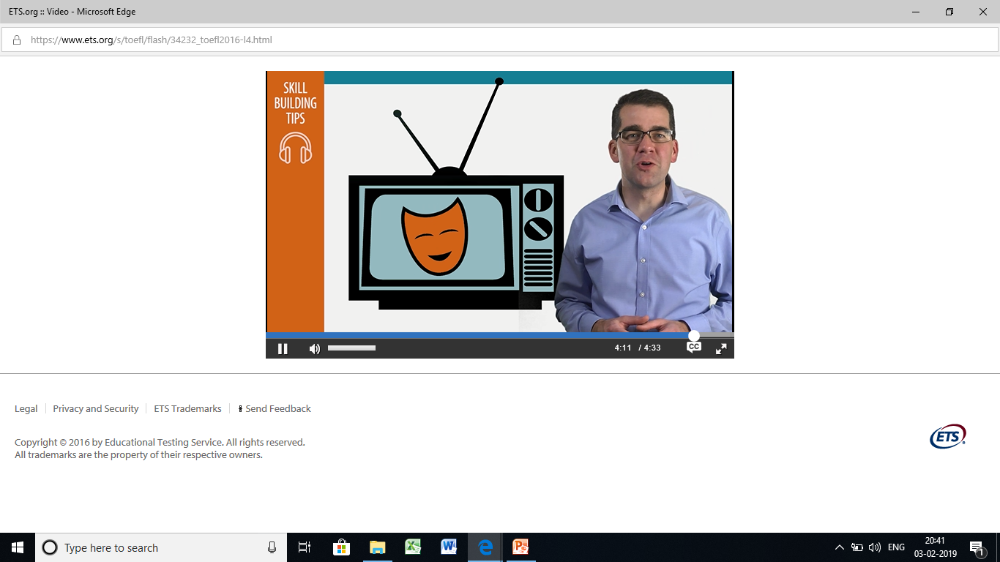 ETS.org :: Video - Microsoft Edge
https://www.ets.org/s/toefl/flash/34232_toefl2016-l4.html
SKILL
BUILDING
TIPS
4:11 / 4:33
CC
Legal Privacy and Security ETS Trademarks Send Feedback
Copyright © 2016 by Educational Testing Service. All rights reserved.
All trademarks are the property of their respective owners.
ETS®
Type here to search
ENG
20:41
03-02-2019
1